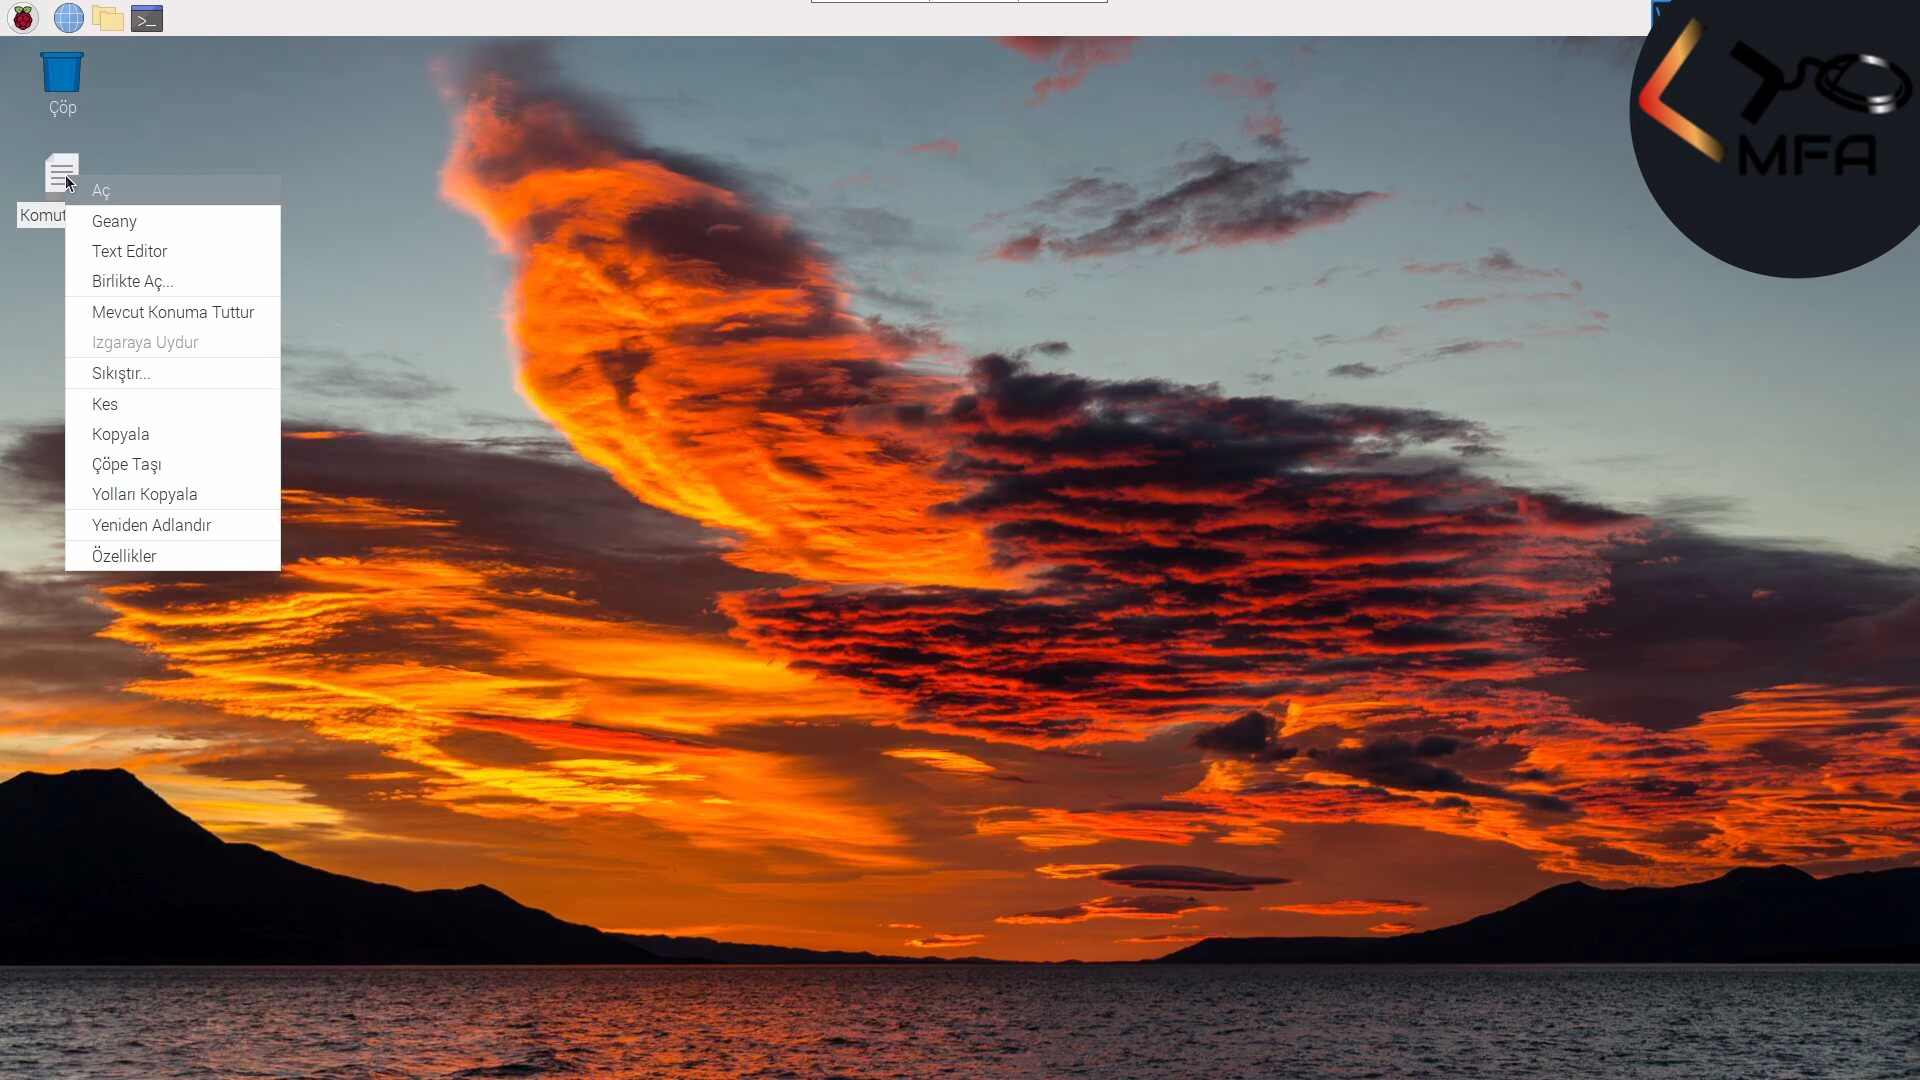 Çöp
Komut
Aç
Geany
Text Editor
Birlikte Aç...
Mevcut Konuma Tuttur
Izgaraya Uydur
Sıkıştır...
Kes
Kopyala
Çöpe Taşı
Yolları Kopyala
Yeniden Adlandır
Özellikler
MFA